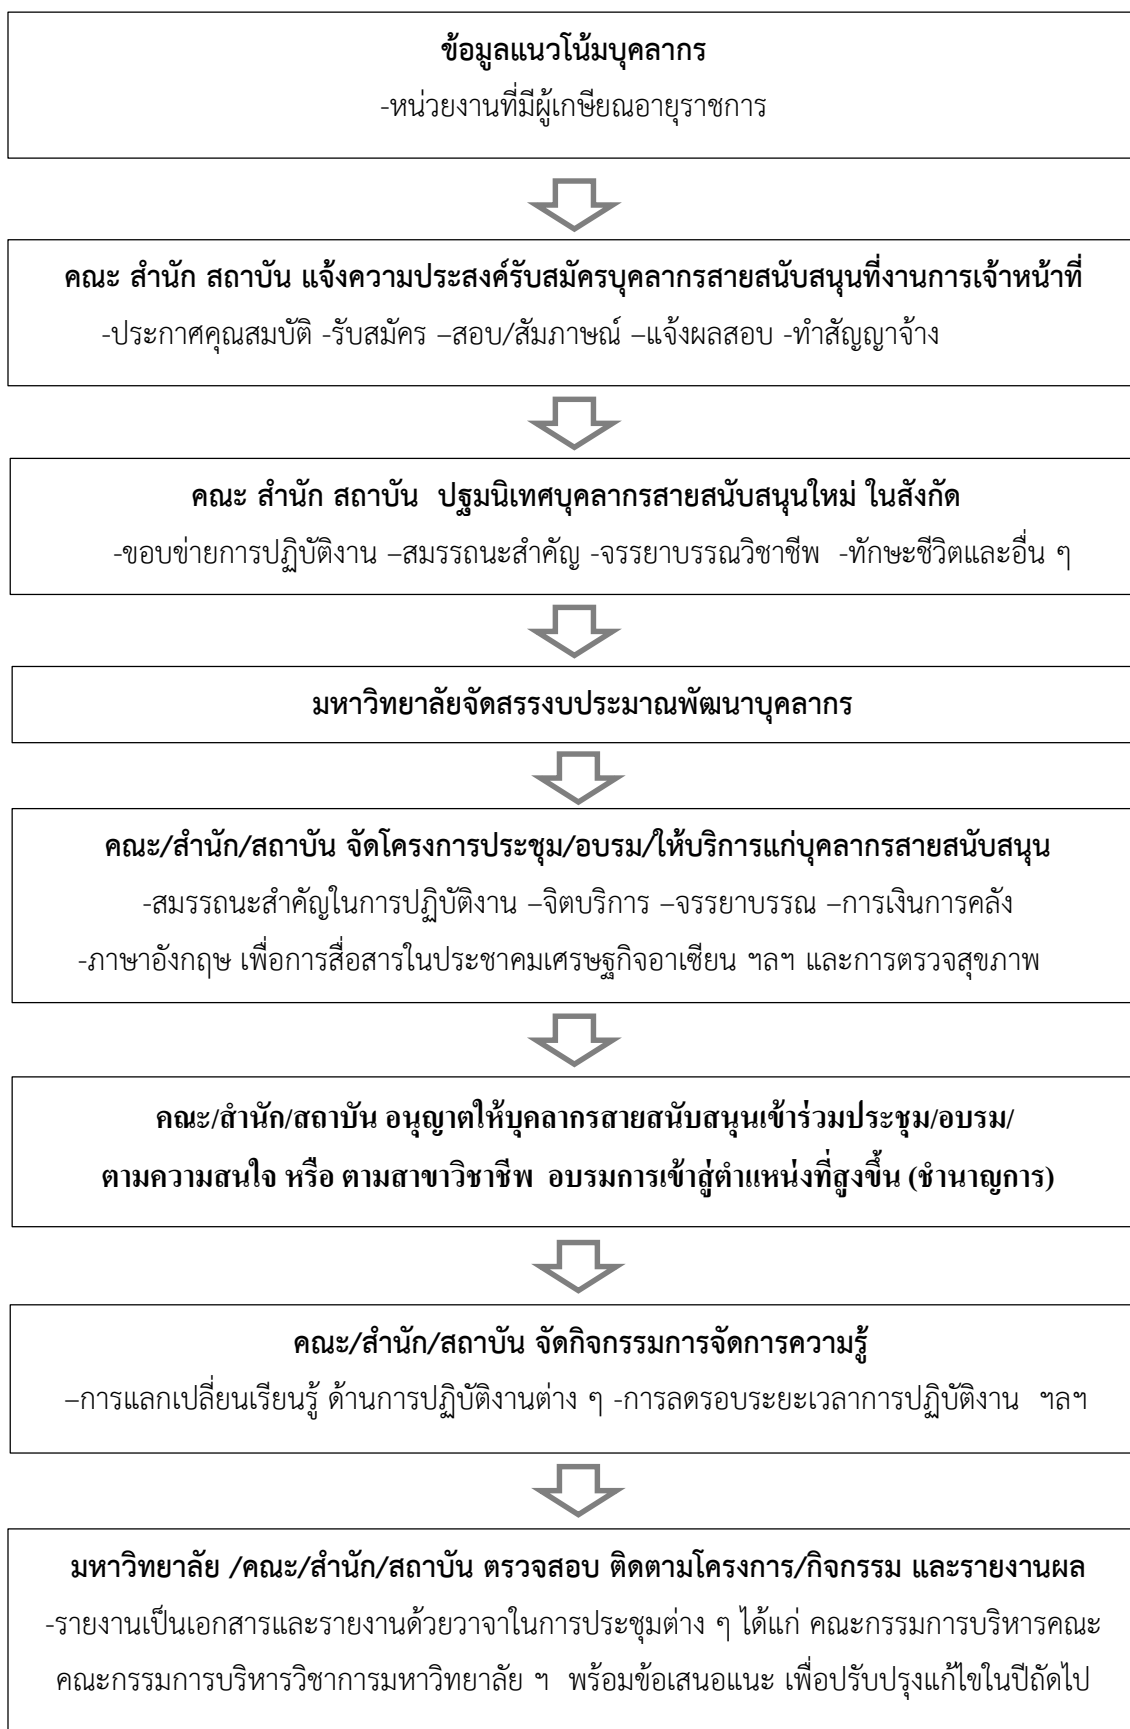 ข้อมูลแนวโน้มบุคลากร
-หน่วยงานที่มีผู้เกษียณอายุราชการ
คณะ สำนัก สถาบัน แจ้งความประสงค์รับสมัครบุคลากรสายสนับสนุนที่งานการเจ้าหน้าที่
-ประกาศคุณสมบัติ -รับสมัคร –สอบ/สัมภาษณ์ –แจ้งผลสอบ -ทำสัญญาจ้าง
คณะ สำนัก สถาบัน ปฐมนิเทศบุคลากรสายสนับสนุนใหม่ ในสังกัด
-ขอบข่ายการปฏิบัติงาน –สมรรถนะสำคัญ -จรรยาบรรณวิชาชีพ -ทักษะชีวิตและอื่น ๆ
มหาวิทยาลัยจัดสรรงบประมาณพัฒนาบุคลากร
คณะ/สำนัก/สถาบัน จัดโครงการประชุม/อบรม/ให้บริการแก่บุคลากรสายสนับสนุน
-สมรรถนะสำคัญในการปฏิบัติงาน –จิตบริการ –จรรยาบรรณ –การเงินการคลัง
-ภาษาอังกฤษ เพื่อการสื่อสารในประชาคมเศรษฐกิจอาเซียน ฯลฯ และการตรวจสุขภาพ
คณะ/สำนัก/สถาบัน อนุญาตให้บุคลากรสายสนับสนุนเข้าร่วมประชุม/อบรม/
ตามความสนใจ หรือ ตามสาขาวิชาชีพ อบรมการเข้าสู่ตำแหน่งที่สูงขึ้น (ชำนาญการ)
คณะ/สำนัก/สถาบัน จัดกิจกรรมการจัดการความรู้
–การแลกเปลี่ยนเรียนรู้ ด้านการปฏิบัติงานต่าง ๆ -การลดรอบระยะเวลาการปฏิบัติงาน ฯลฯ
มหาวิทยาลัย /คณะ/สำนัก/สถาบัน ตรวจสอบ ติดตามโครงการ/กิจกรรม และรายงานผล
-รายงานเป็นเอกสารและรายงานด้วยวาจาในการประชุมต่าง ๆ ได้แก่ คณะกรรมการบริหารคณะ
คณะกรรมการบริหารวิชาการมหาวิทยาลัย ฯ พร้อมข้อเสนอแนะ เพื่อปรับปรุงแก้ไขในปีถัดไป